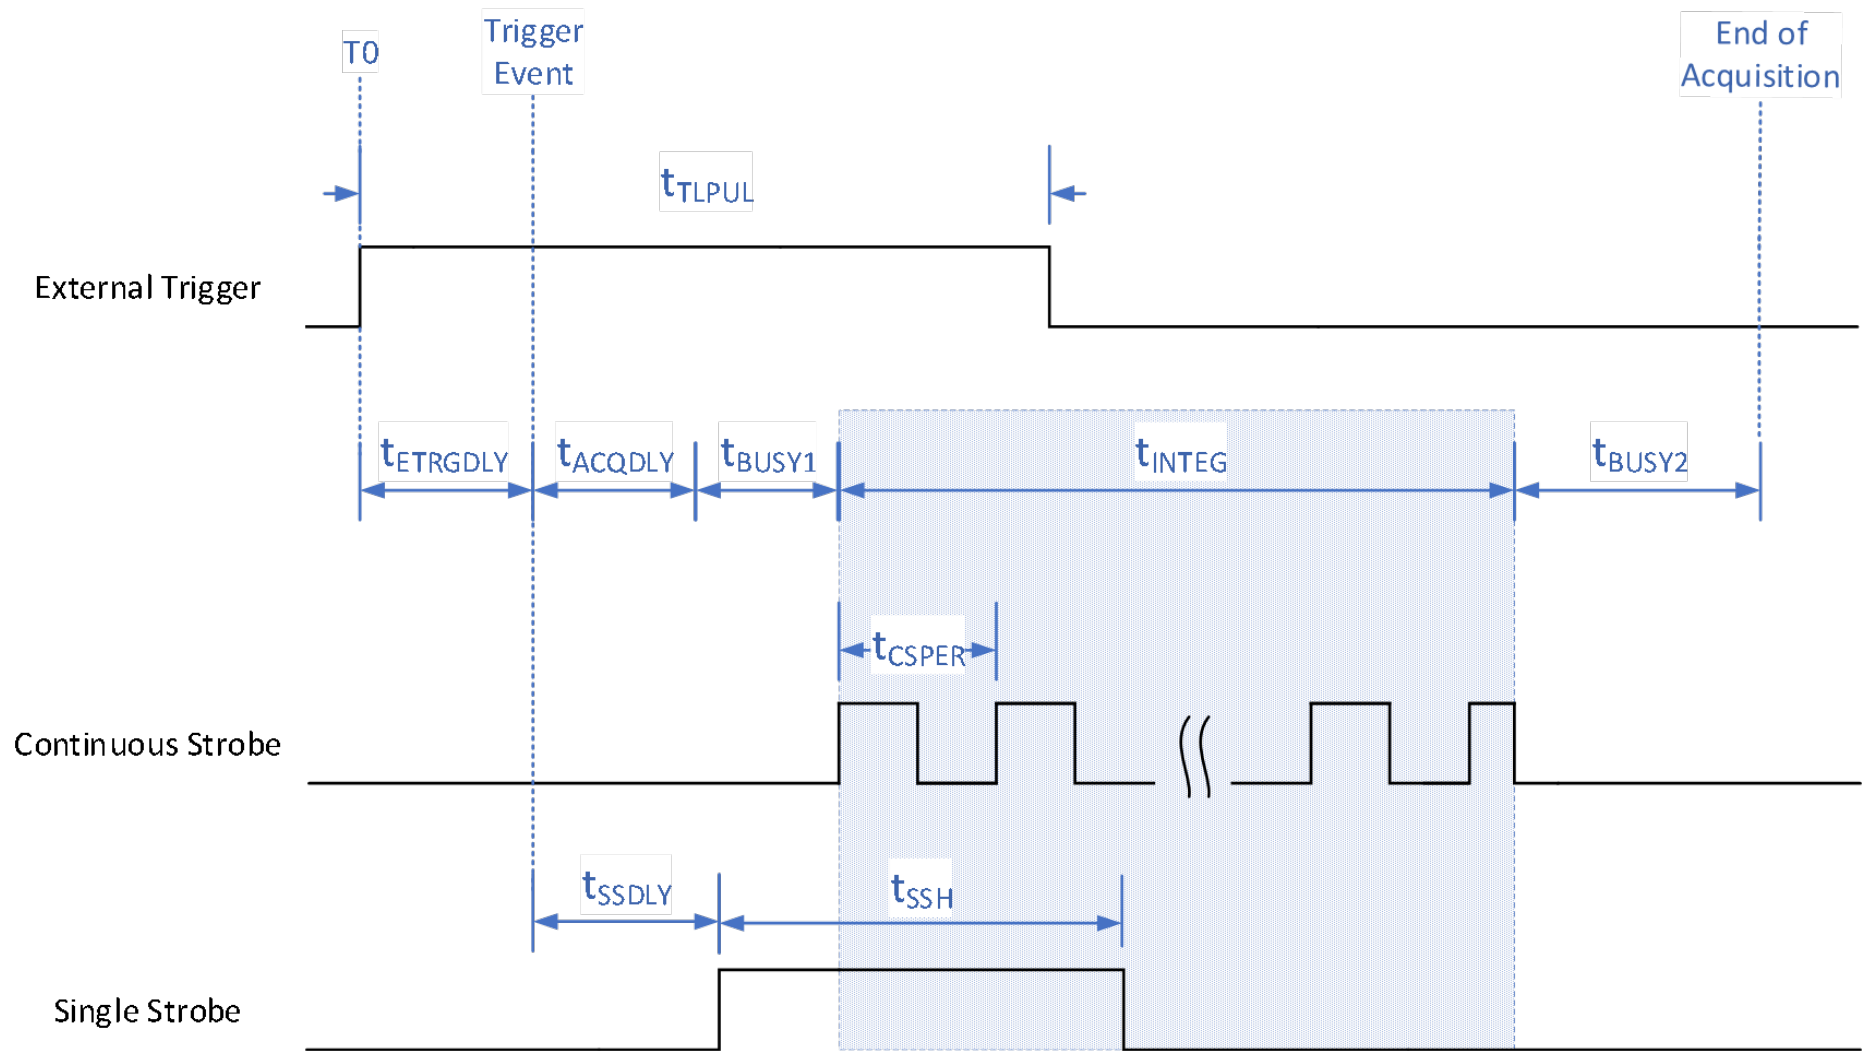 T0
Trigger
Event
End of
Acquisition
tTLPUL
External Trigger
tETRGDLY
tACQDLY
tBUSY1
tINTEG
tBUSY2
tCSPER
Continuous Strobe
tSSDLY
tSSH
Single Strobe